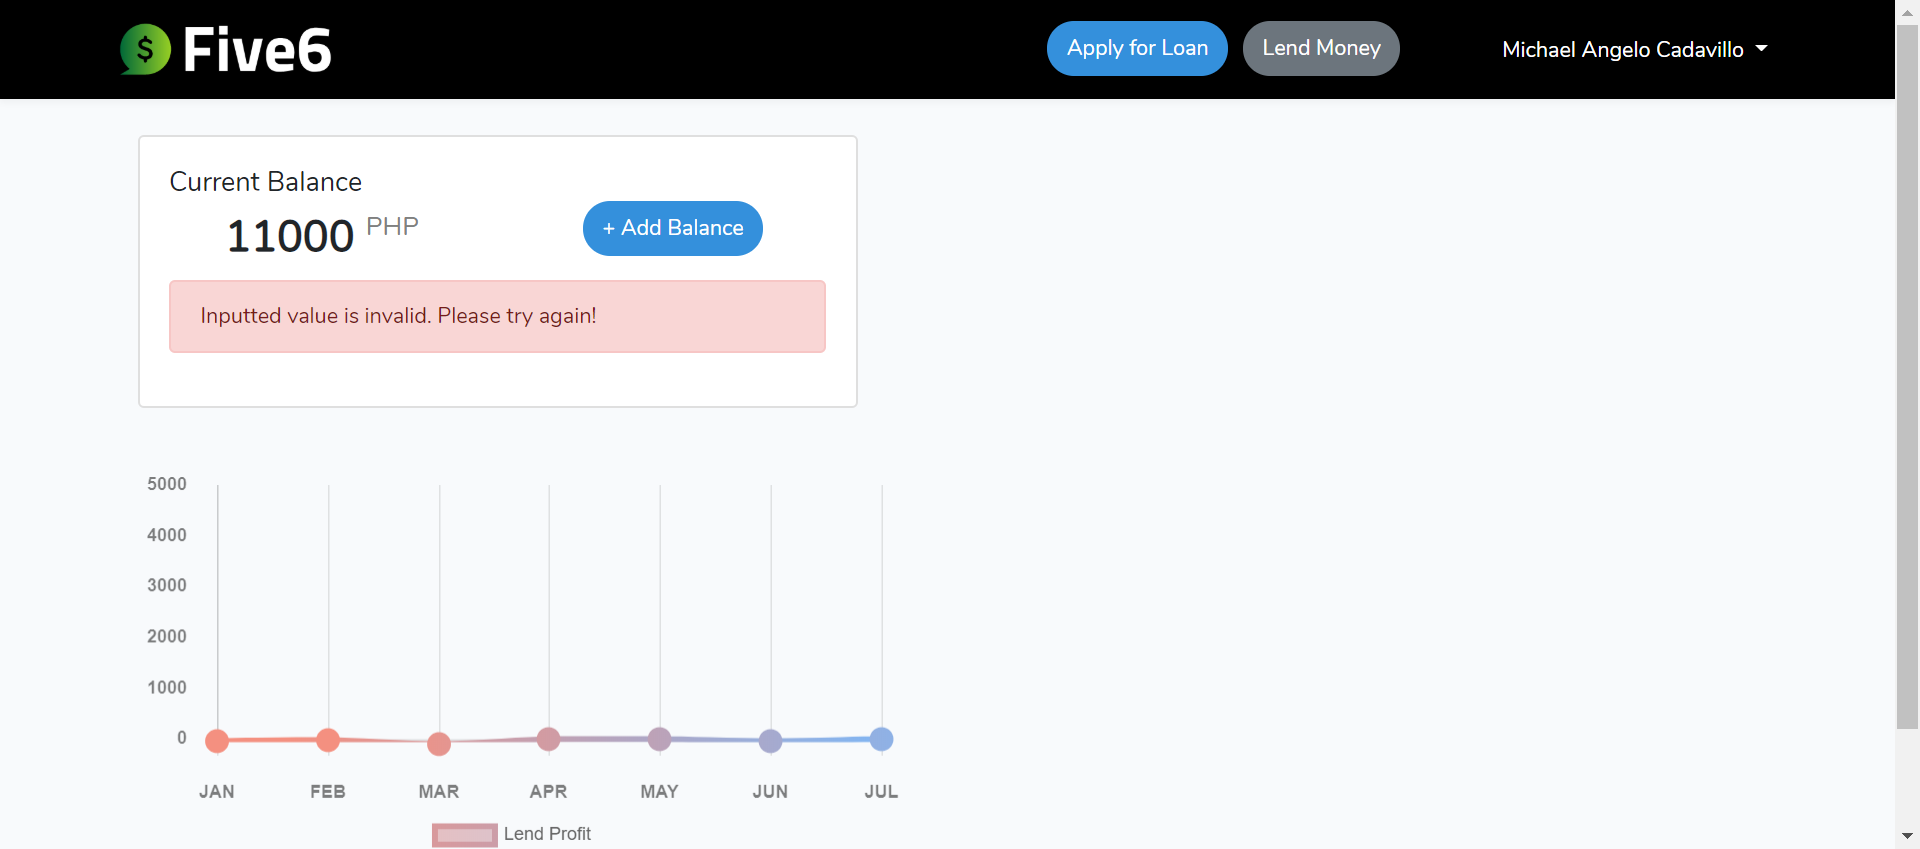 $ Five6
Apply for Loan
Lend Money
Michael Angelo Cadavillo
Current Balance
11000 PHP
+ Add Balance
Inputted value is invalid. Please try again!
5000
4000
3000
2000
1000
0
JAN FEB MAR APR MAY JUN JUL
Lend Profit